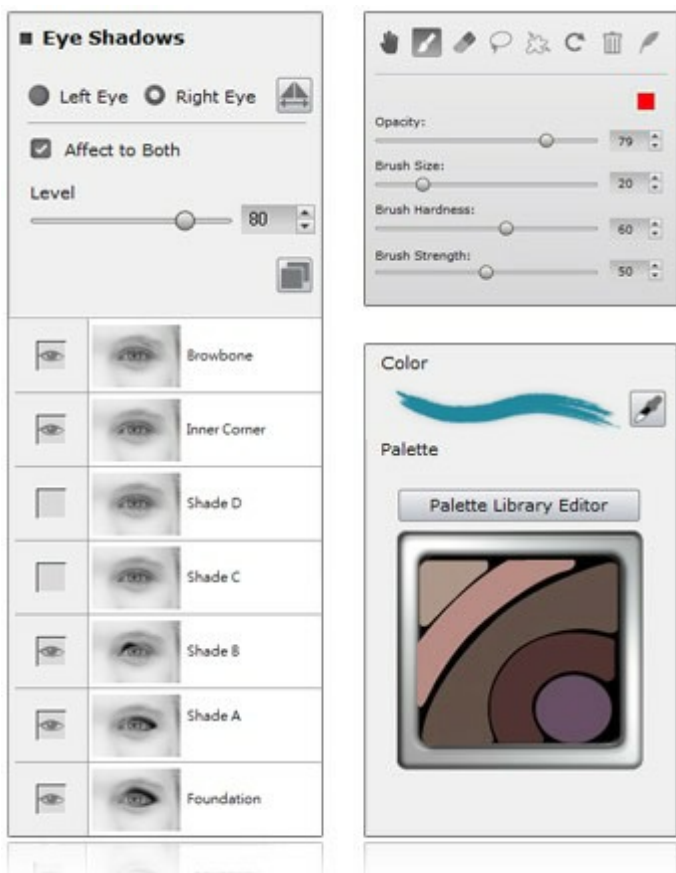 Eye Shadows
Left Eye Right Eye
Affect to Both
Level
80
Browbone
Inner Corner
Shade D
Shade C
Shade B
Shade A
Foundation
Opacity:
79
Brush Size:
20
Brush Hardness:
60
Brush Strength:
50
Color
Palette
Palette Library Editor